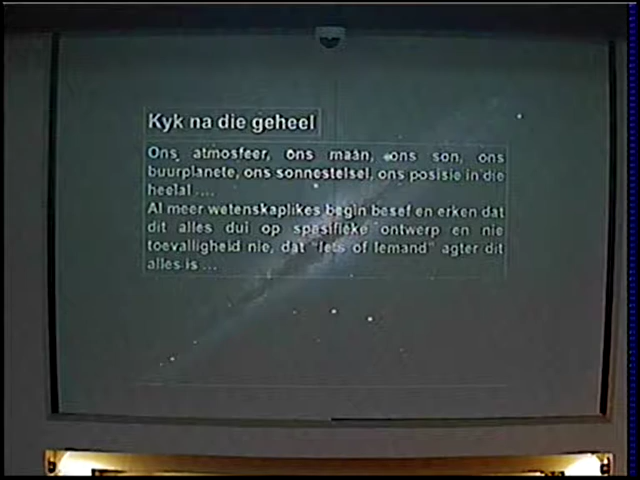 Kyk na die geheel
Ons atmosfeer, ons maan, ons son, ons
buurplanete, ons sonnestelsel, ons posisie in die
heelal ....
Al meer wetenskaplikes begin besef en erken dat
dit alles dui op spesifieke ontwerp en nie
toevalligheid nie, dat "Iets of Iemand" agter dit
alles is ...